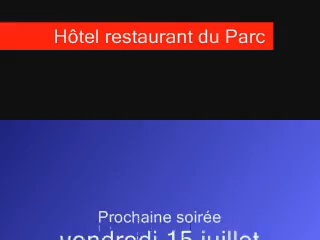 Hôtel restaurant du Parc
Prochaine soirée
vendredi 15 juillet